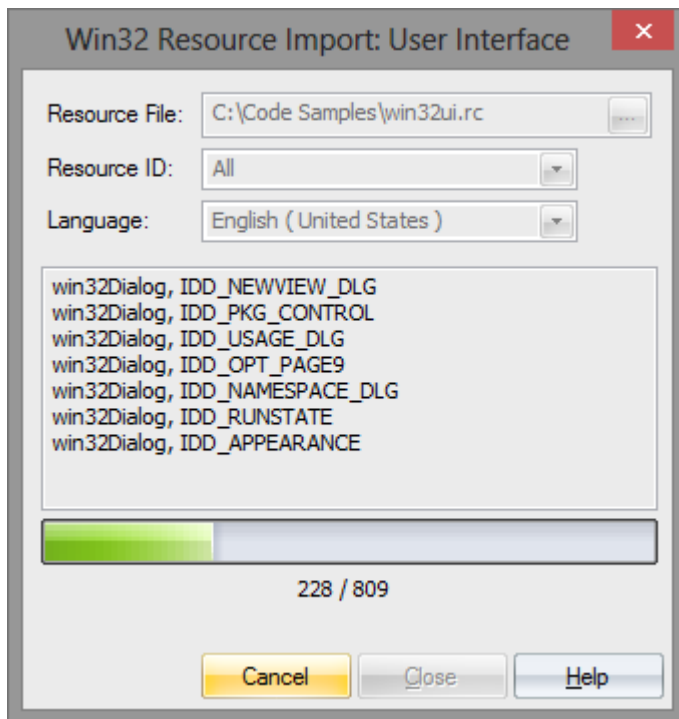 Win32 Resource Import: User Interface
Resource File: C:\Code Samples\win32ui.rc ...
Resource ID: All
Language: English ( United States )
win32Dialog, IDD_NEWVIEW_DLG
win32Dialog, IDD_PKG_CONTROL
win32Dialog, IDD_USAGE_DLG
win32Dialog, IDD_OPT_PAGE9
win32Dialog, IDD_NAMESPACE_DLG
win32Dialog, IDD_RUNSTATE
win32Dialog, IDD_APPEARANCE
228 / 809
Cancel Close Help